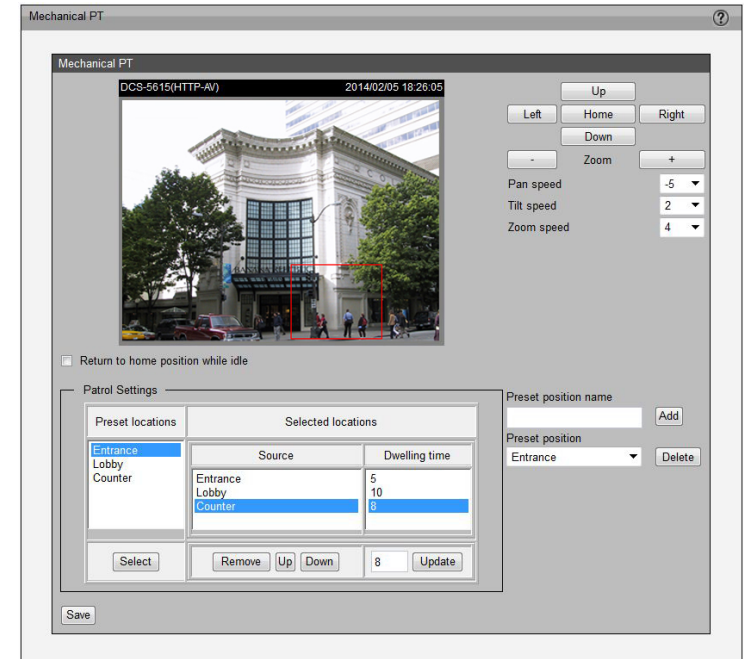 Mechanical PT
?
Mechanical PT
DCS-5615(HTTP-AV) 2014/02/05 18:26:05
Up
Left Home Right
Down
- Zoom +
Pan speed -5
Tilt speed 2
Zoom speed 4
Return to home position while idle
Patrol Settings
Preset locations Selected locations
Entrance
Lobby
Counter
Source Dwelling time
Entrance 5
Lobby 10
Counter 8
Select Remove Up Down 8 Update
Preset position name
Add
Preset position
Entrance Delete
Save